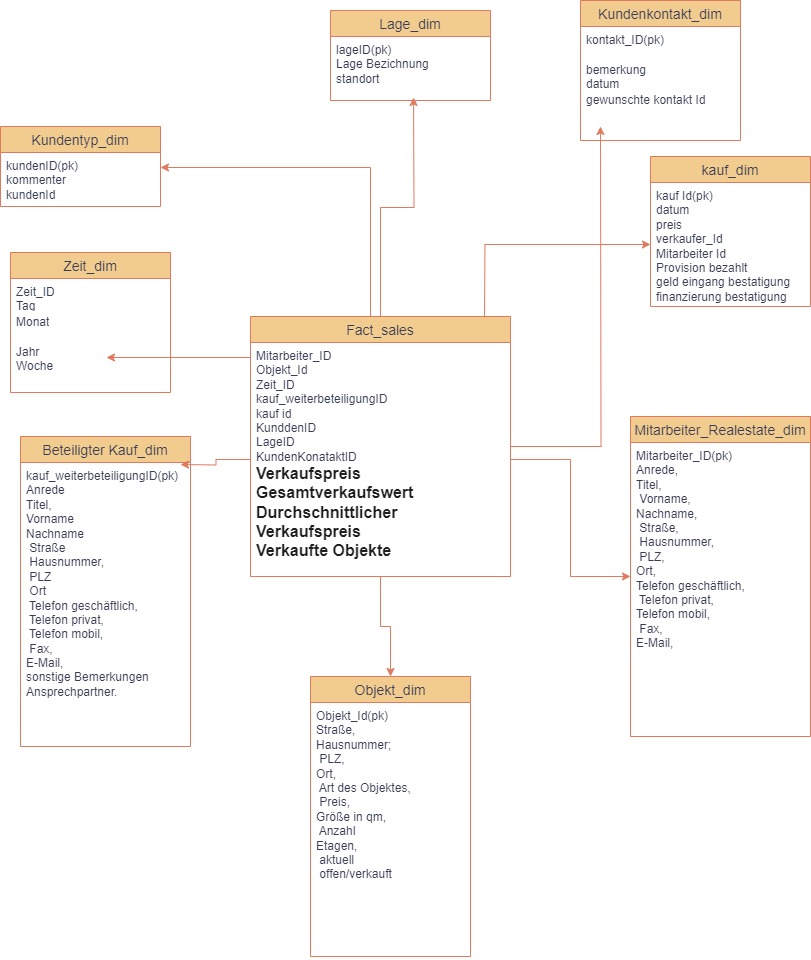 Lage_dim
lageID(pk)
Lage Bezichnung
standort
Kundenkontakt_dim
kontakt_ID(pk)
bemerkung
datum
gewunschte kontakt Id
Kundentyp_dim
kundenID(pk)
kommenter
kundenId
kauf_dim
kauf Id(pk)
datum
preis
verkaufer_Id
Mitarbeiter Id
Provision bezahlt
geld eingang bestatigung
finanzierung bestatigung
Zeit_dim
Zeit_ID
Tag
Monat
Jahr
Woche
Fact_sales
Mitarbeiter_ID
Objekt_Id
Zeit_ID
kauf_weiterbeteiligungID
kauf id
KunddenID
LageID
KundenKonataktID
Verkaufspreis
Gesamtverkaufswert
Durchschnittlicher
Verkaufspreis
Verkaufte Objekte
Beteiligter Kauf_dim
kauf_weiterbeteiligungID(pk)
Anrede
Titel,
Vorname
Nachname
Straße
Hausnummer,
PLZ
Ort
Telefon geschäftlich,
Telefon privat,
Telefon mobil,
Fax,
E-Mail,
sonstige Bemerkungen
Ansprechpartner.
Mitarbeiter_Realestate_dim
Mitarbeiter_ID(pk)
Anrede,
Titel,
Vorname,
Nachname,
Straße,
Hausnummer,
PLZ,
Ort,
Telefon geschäftlich,
Telefon privat,
Telefon mobil,
Fax,
E-Mail,
Objekt_dim
Objekt_Id(pk)
Straße,
Hausnummer;
PLZ,
Ort,
Art des Objektes,
Preis,
Größe in qm,
Anzahl
Etagen,
aktuell
offen/verkauft